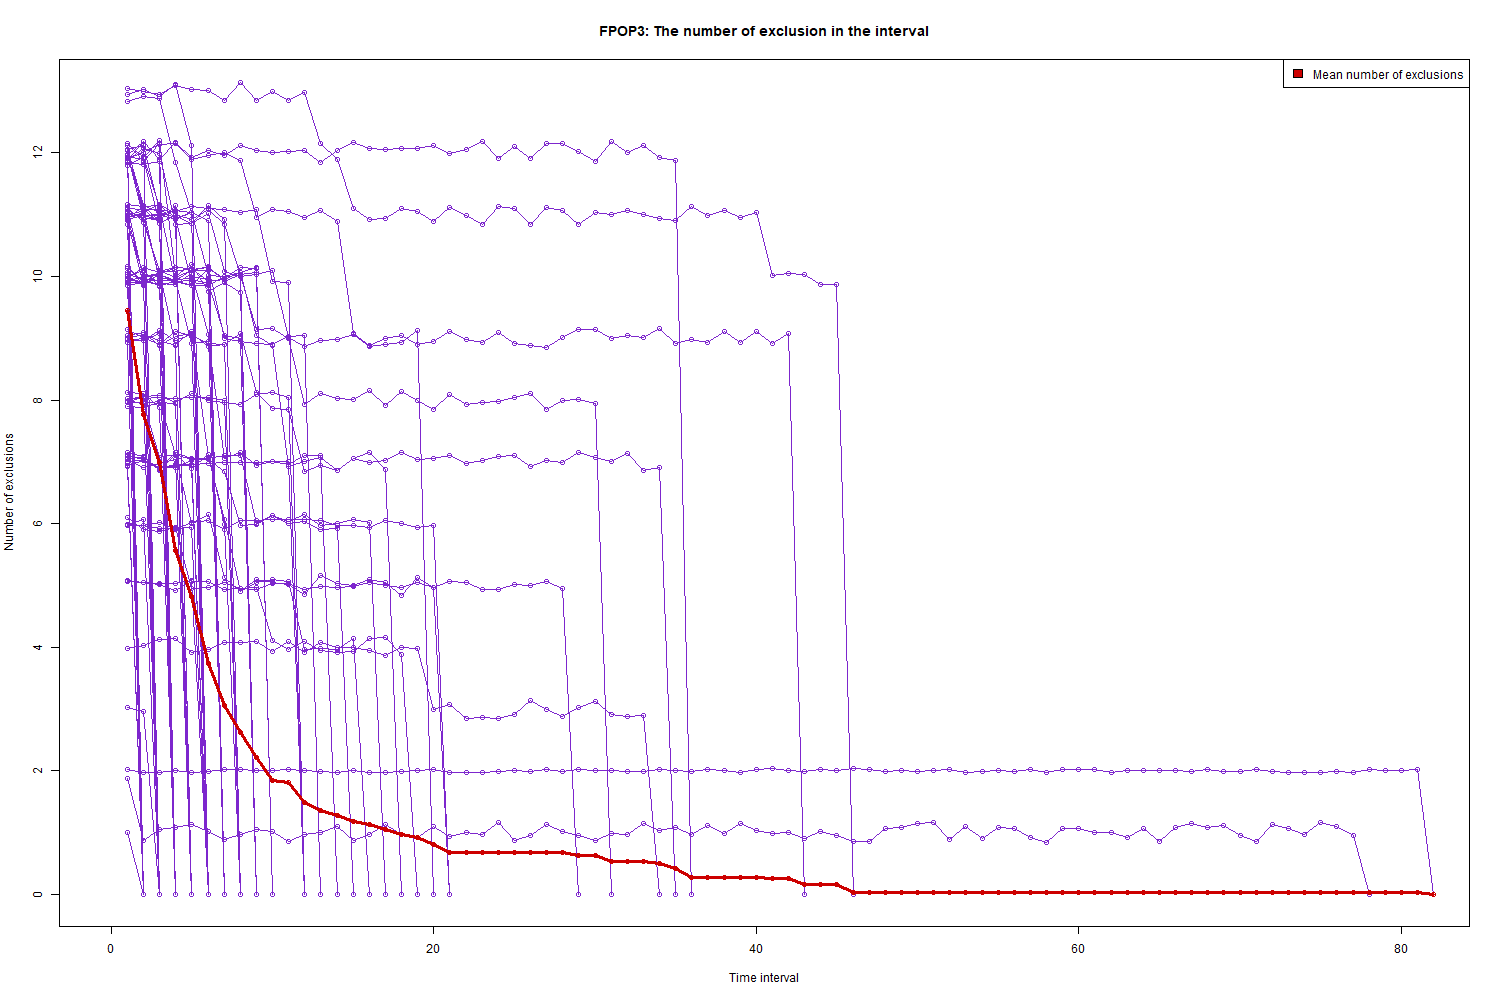 FPOP3: The number of exclusion in the interval
Mean number of exclusions
Number of exclusions
12
10
8
6
4
2
0
0 20 40 60 80
Time interval